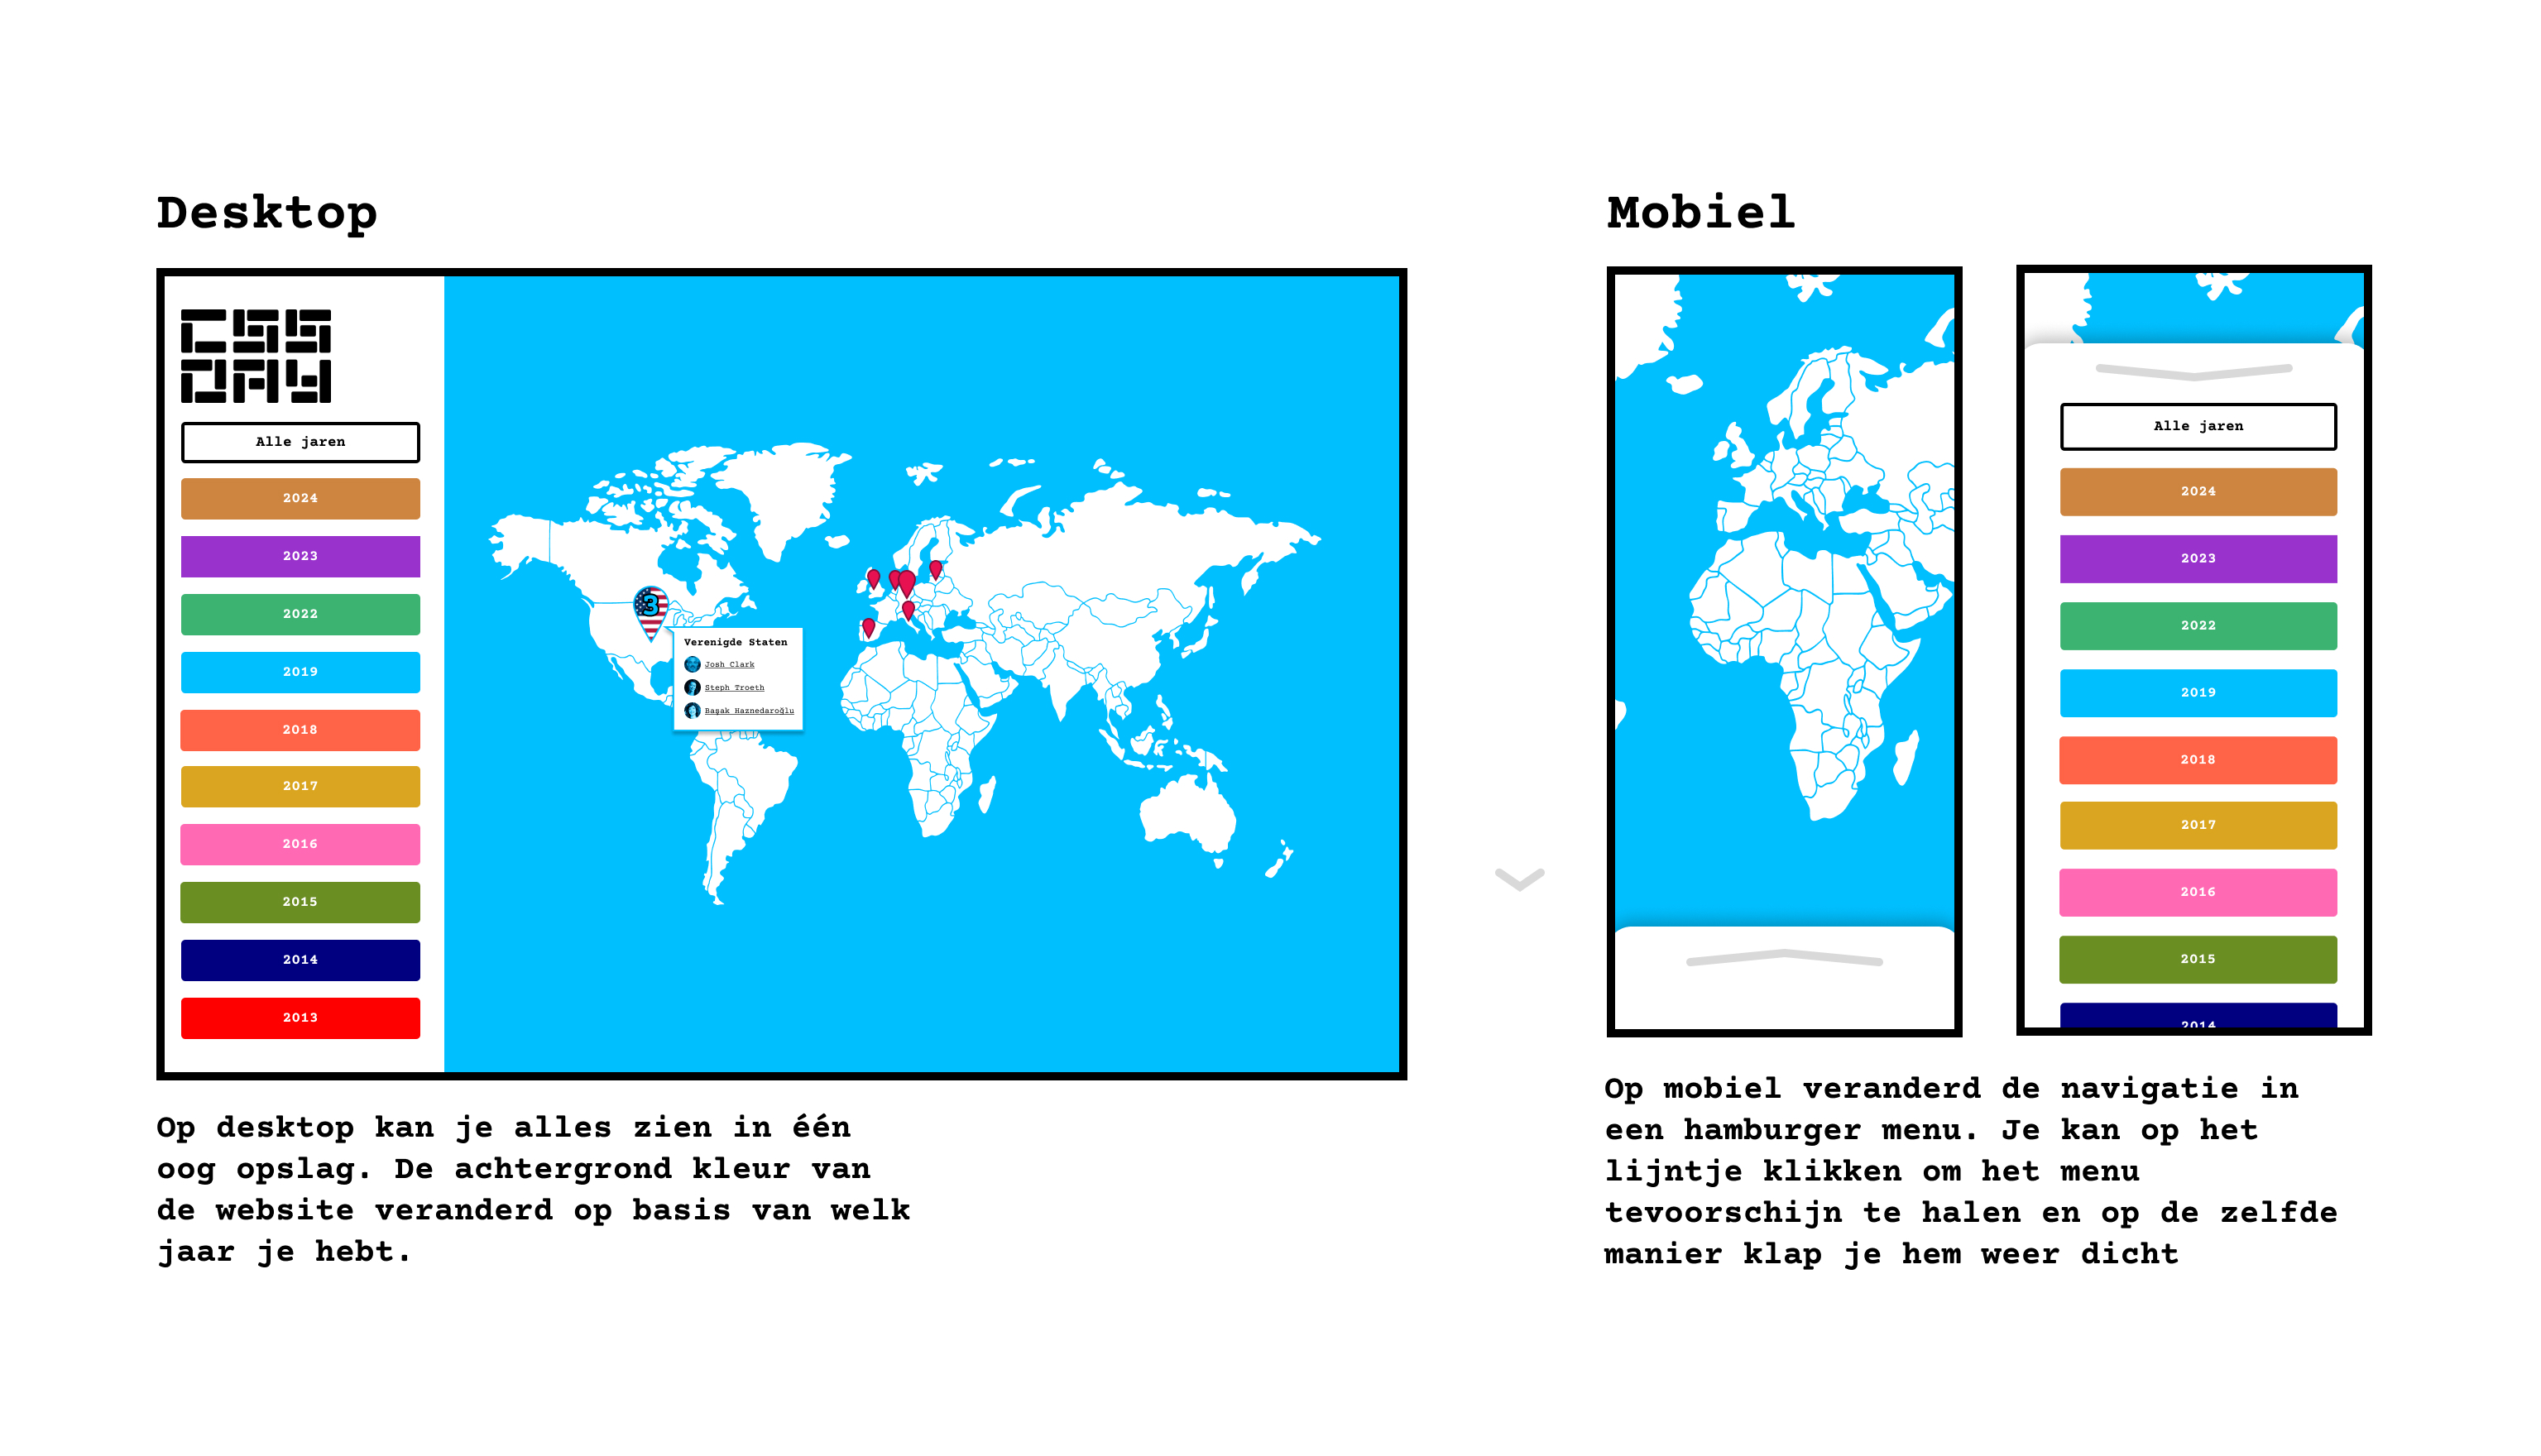 Desktop
CSS
DAY
Alle jaren
2024
2023
2022
2019
2018
2017
2016
2015
2014
2013
3
Verenigde Staten
Josh Clark
Steph Troeth
Başak Haznedaroğlu
Op desktop kan je alles zien in één
oog opslag. De achtergrond kleur van
de website veranderd op basis van welk
jaar je hebt.
Mobiel
Alle jaren
2024
2023
2022
2019
2018
2017
2016
2015
2014
Op mobiel veranderd de navigatie in
een hamburger menu. Je kan op het
lijntje klikken om het menu
tevoorschijn te halen en op de zelfde
manier klap je hem weer dicht